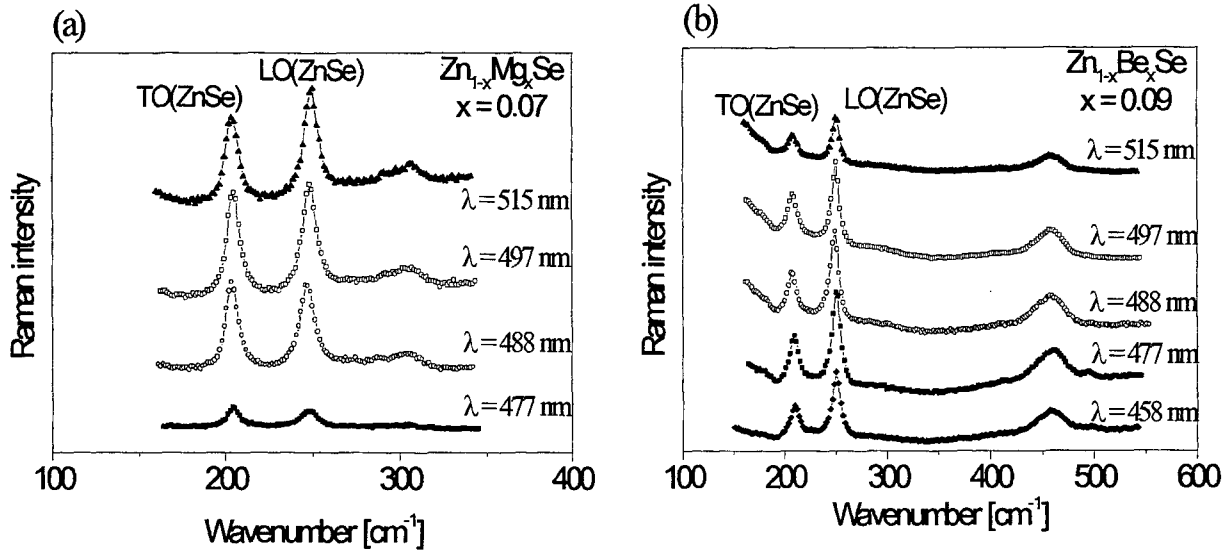 (a)
Raman intensity
TO(ZnSe)
LO(ZnSe)
Zn1-xMgxSe
x = 0.07
λ = 515 nm
λ = 497 nm
λ = 488 nm
λ = 477 nm
100 200 300 400
Wavenumber [cm-1]
(b)
Raman intensity
TO(ZnSe)
LO(ZnSe)
Zn1-xBexSe
x = 0.09
λ = 515 nm
λ = 497 nm
λ = 488 nm
λ = 477 nm
λ = 458 nm
100 200 300 400 500 600
Wavenumber [cm-1]